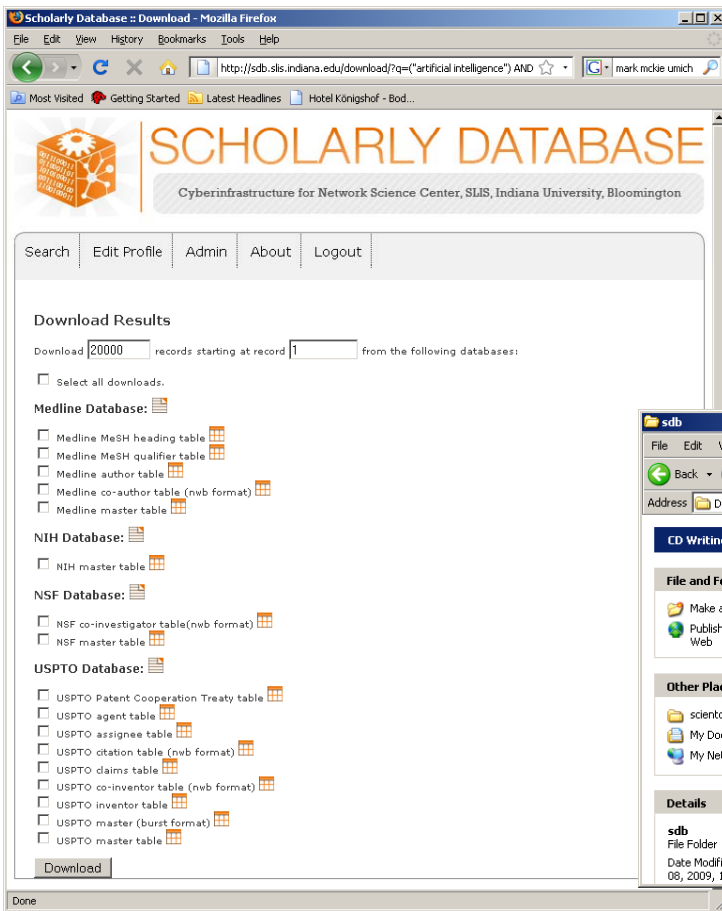 Scholarly Database :: Download - Mozilla Firefox
File Edit View History Bookmarks Tools Help
http://sdb.slis.indiana.edu/download/?q=("artificial intelligence") AND
G mark mckie umich
Most Visited Getting Started Latest Headlines Hotel Königshof - Bod...
SCHOLARLY DATABASE
Cyberinfrastructure for Network Science Center, SLIS, Indiana University, Bloomington
Search Edit Profile Admin About Logout
Download Results
Download 20000 records starting at record 1 from the following databases:
Select all downloads.
Medline Database:
Medline MeSH heading table
Medline MeSH qualifier table
Medline author table
Medline co-author table (nwb format)
Medline master table
NIH Database:
NIH master table
NSF Database:
NSF co-investigator table(nwb format)
NSF master table
USPTO Database:
USPTO Patent Cooperation Treaty table
USPTO agent table
USPTO assignee table
USPTO citation table (nwb format)
USPTO claims table
USPTO co-inventor table (nwb format)
USPTO inventor table
USPTO master (burst format)
USPTO master table
Download
Done
sdb
File Edit
Back
Address D
CD Writin
File and F
Make a
Publish
Web
Other Plac
sciento
My Do
My Ne
Details
sdb
File Folder
Date Modifi
08, 2009, 1